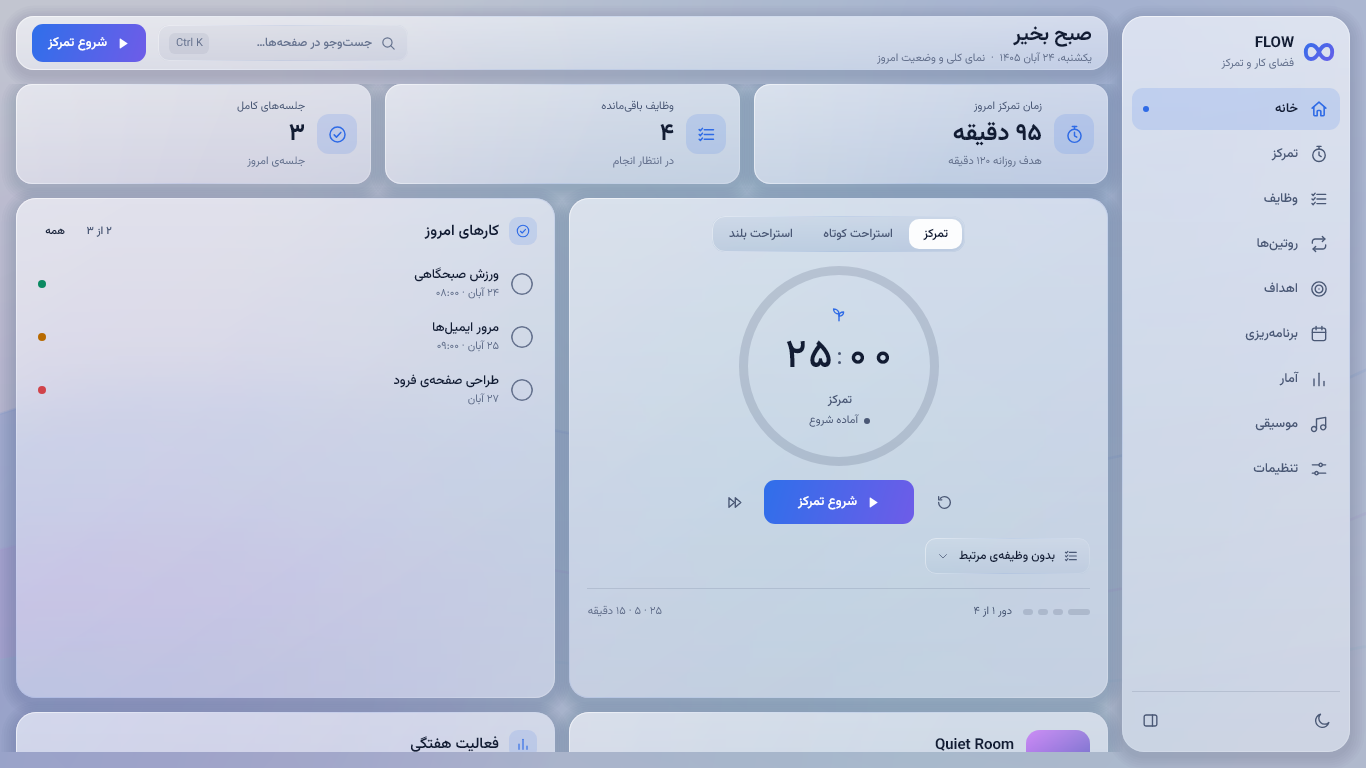 FLOW
فضای کار و تمرکز
خانه
تمرکز
وظایف
روتین‌ها
اهداف
برنامه‌ریزی
آمار
موسیقی
تنظیمات
صبح بخیر
یکشنبه، ۲۴ آبان ۱۴۰۵ · نمای کلی و وضعیت امروز
جست‌وجو در صفحه‌ها…
Ctrl K
شروع تمرکز
زمان تمرکز امروز
۹۵ دقیقه
هدف روزانه ۱۲۰ دقیقه
وظایف باقی‌مانده
۴
در انتظار انجام
جلسه‌های کامل
۳
جلسه‌ی امروز
تمرکز
استراحت کوتاه
استراحت بلند
۲۵:۰۰
تمرکز
آماده شروع
شروع تمرکز
بدون وظیفه‌ی مرتبط
دور ۱ از ۴
۲۵ · ۵ · ۱۵ دقیقه
کارهای امروز
۲ از ۳
همه
ورزش صبحگاهی
۲۴ آبان · ۰۸:۰۰
مرور ایمیل‌ها
۲۵ آبان · ۰۹:۰۰
طراحی صفحه‌ی فرود
۲۷ آبان
Quiet Room
فعالیت هفتگی